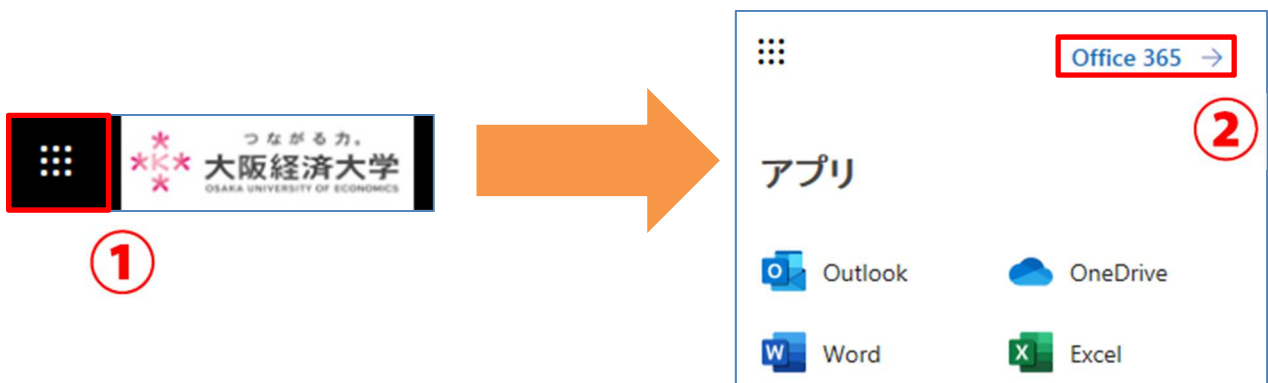 つながる力。
大阪経済大学
OSAKA UNIVERSITY OF ECONOMICS
①
Office 365 →
②
アプリ
Outlook
OneDrive
Word
Excel